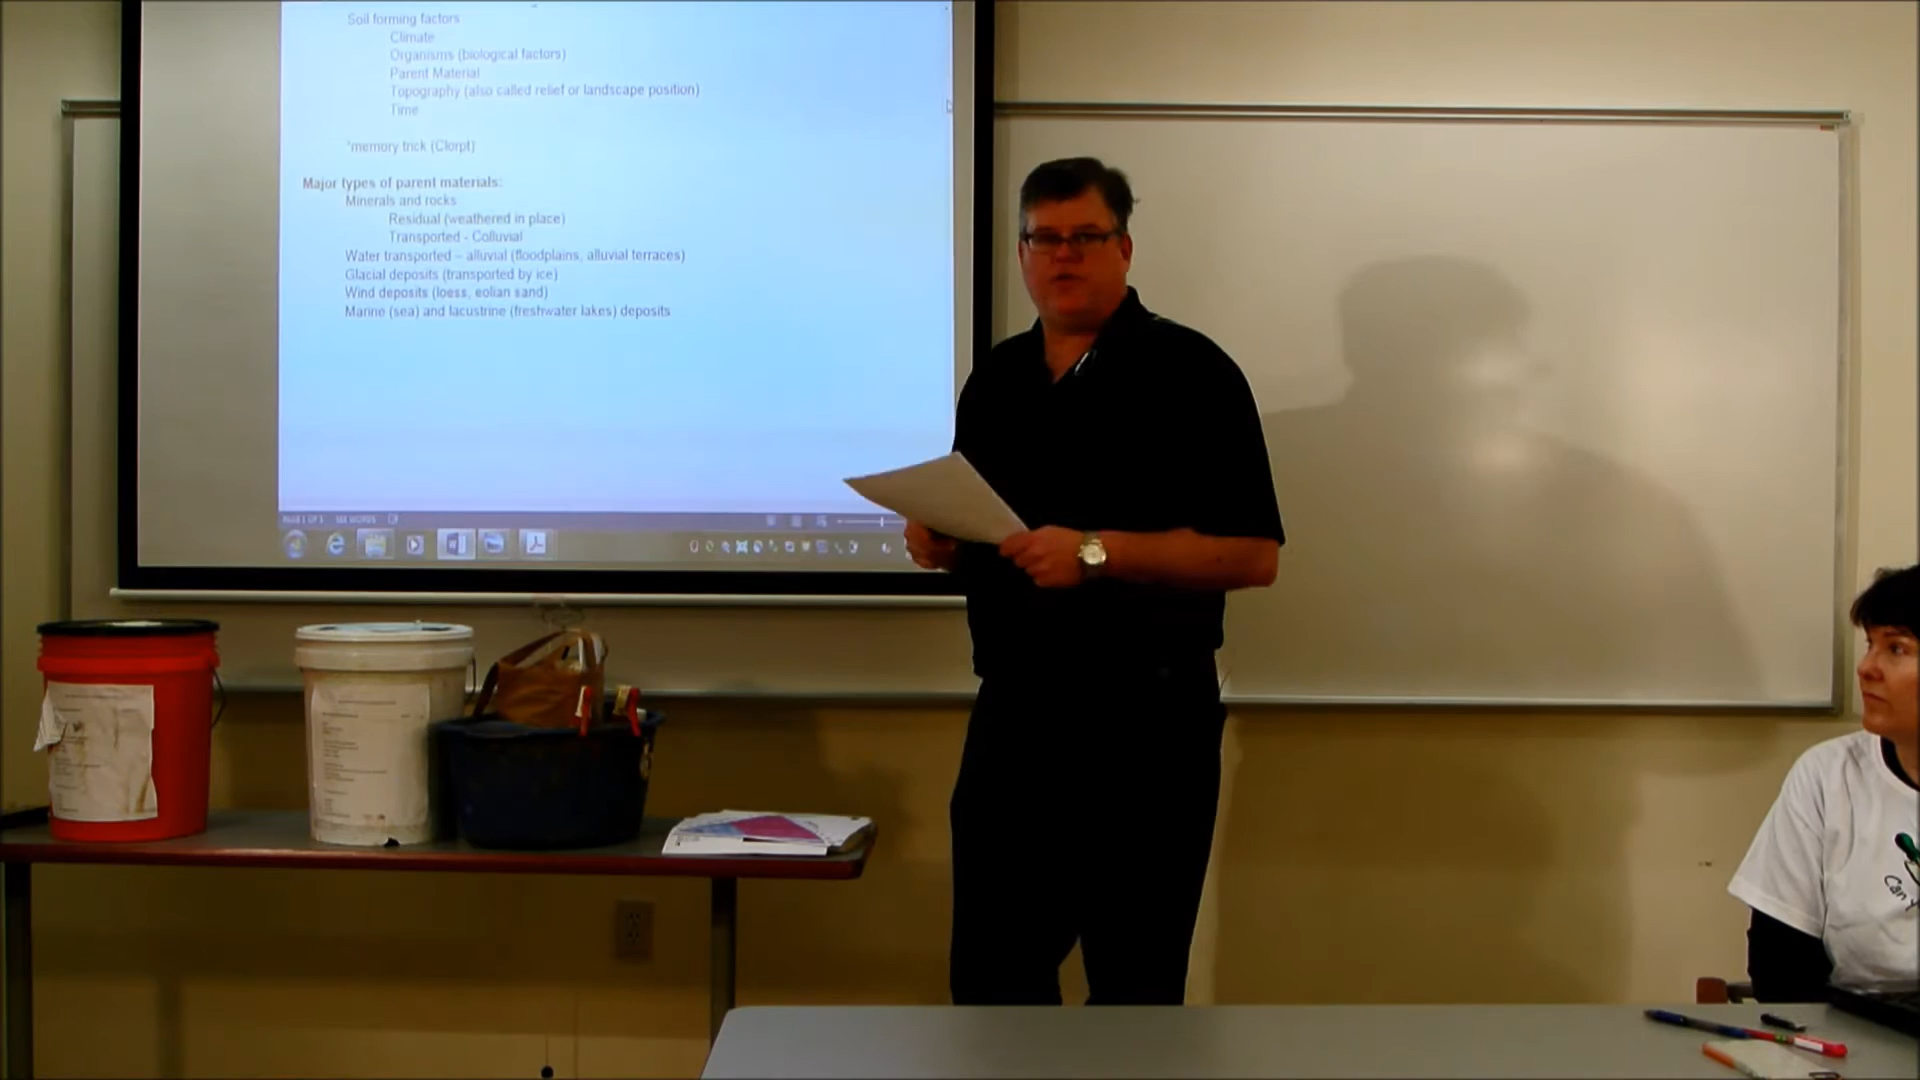 Soil forming factors
Climate
Organisms (biological factors)
Parent Material
Topography (also called relief or landscape position)
Time
*memory trick (Clorpt)
Major types of parent materials:
Minerals and rocks
Residual (weathered in place)
Transported - Colluvial
Water transported – alluvial (floodplains, alluvial terraces)
Glacial deposits (transported by ice)
Wind deposits (loess, eolian sand)
Marine (sea) and lacustrine (freshwater lakes) deposits
Can